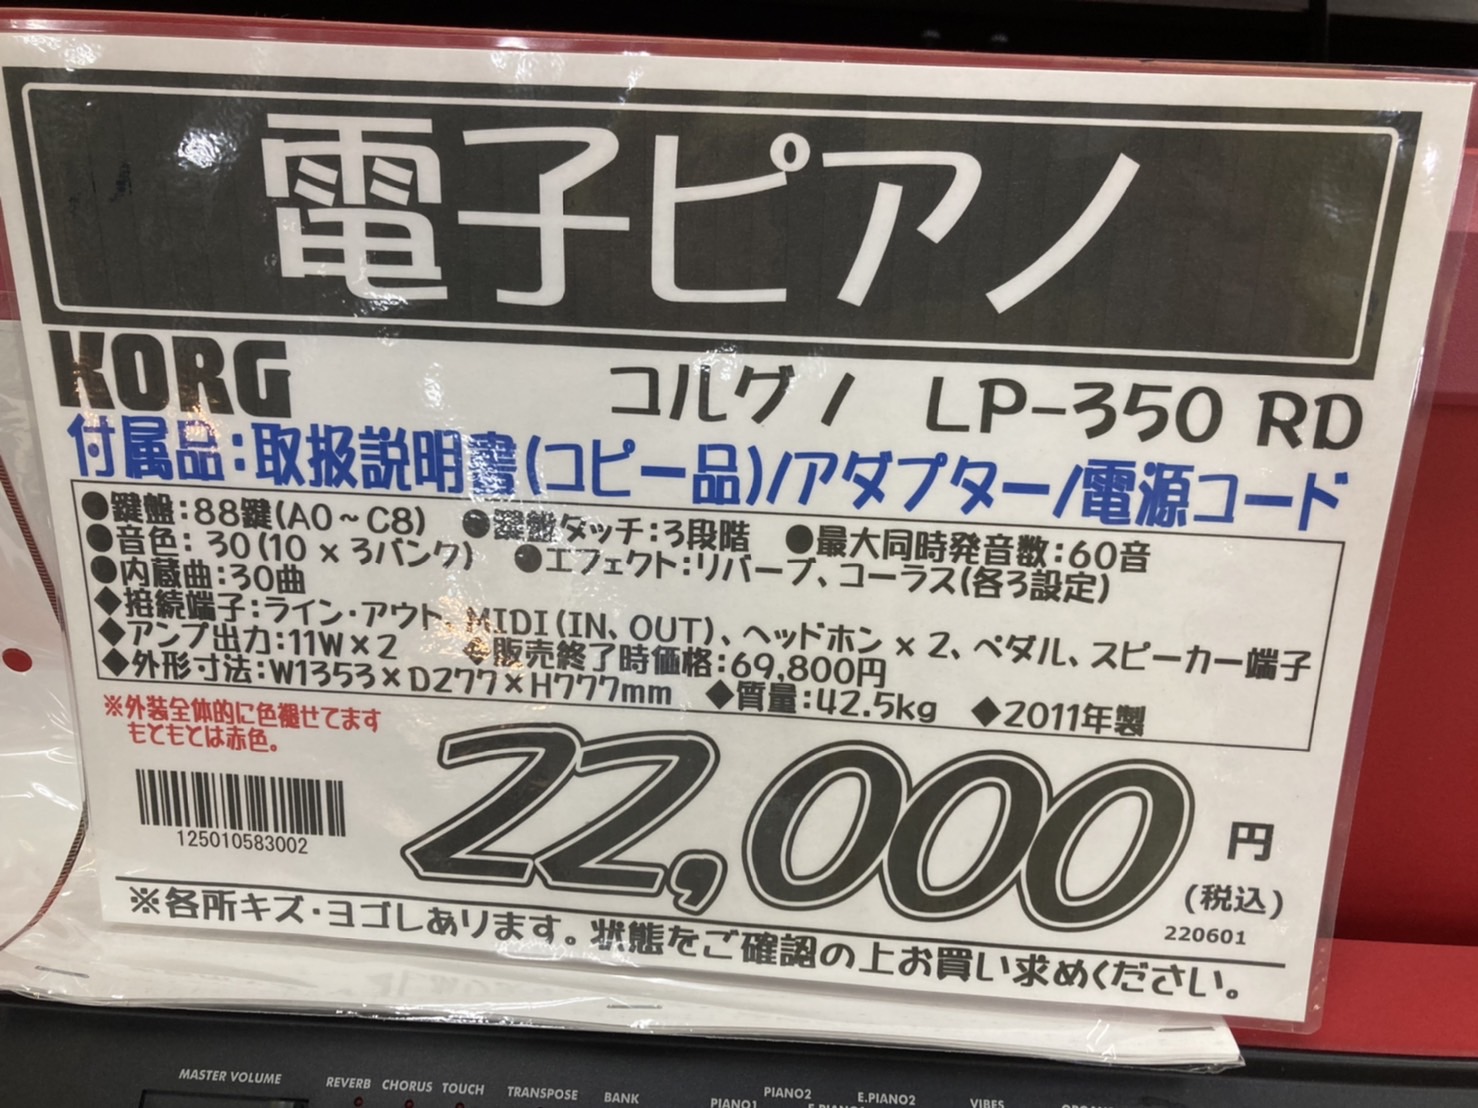 電子ピアノ
KORG コルグ / LP-350 RD
付属品:取扱説明書(コピー品)/アダプター/電源コード
●鍵盤:88鍵(A0~C8) ●鍵盤タッチ:3段階 ●最大同時発音数:60音
●音色:30(10×3バンク) ●エフェクト:リバーブ、コーラス(各3設定)
●内蔵曲:30曲
◆接続端子:ライン・アウト、MIDI(IN、OUT)、ヘッドホン×2、ペダル、スピーカー端子
◆アンプ出力:11W×2 ◆販売終了時価格:69,800円
◆外形寸法:W1353×D277×H777mm ◆質量:42.5kg ◆2011年製
※外装全体的に色褪せてます
もともとは赤色。
22,000 円
(税込)
125010583002
220601
※各所キズ・ヨゴレあります。状態をご確認の上お買い求めください。
MASTER VOLUME REVERB CHORUS TOUCH TRANSPOSE BANK PIANO1 PIANO2 E.PIANO2 VIBES